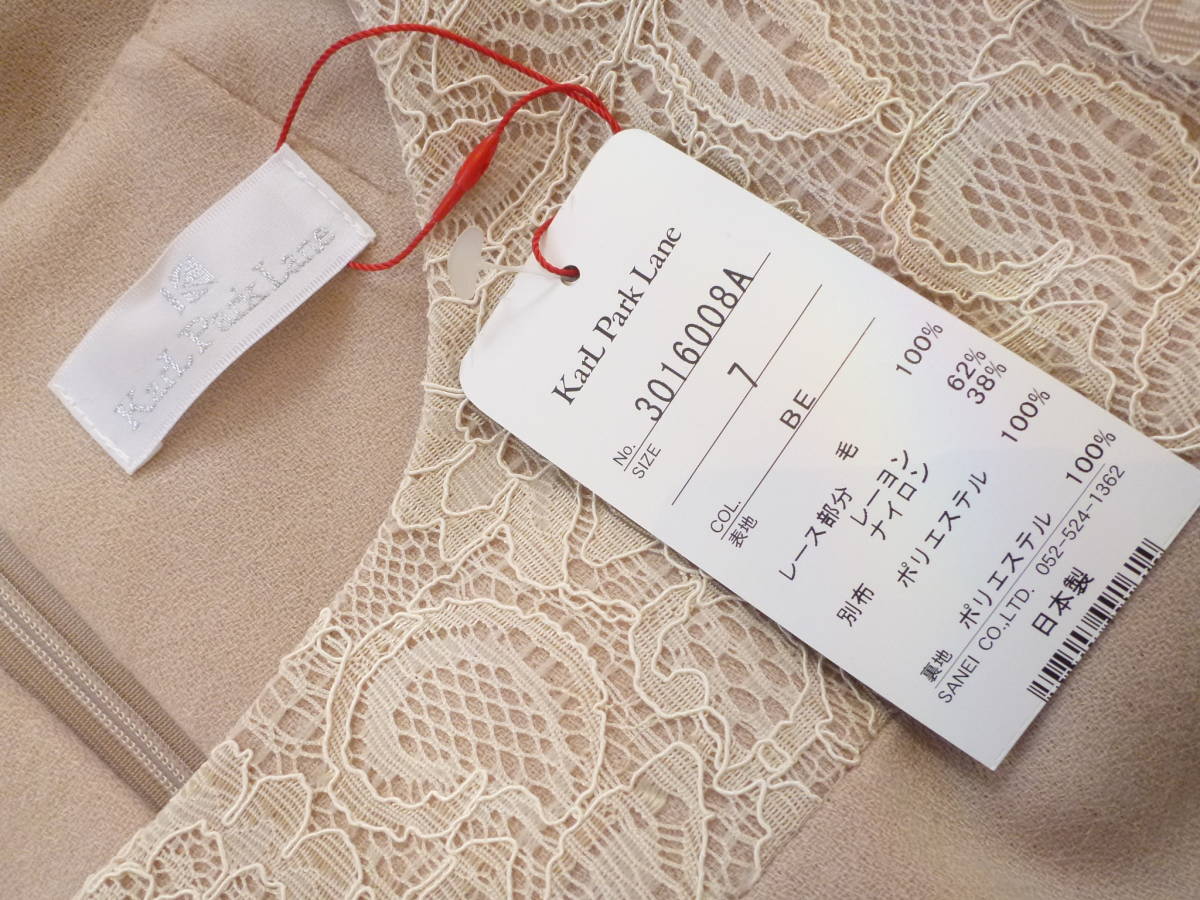 KarL Park Lane
KarL Park Lane
No. 30160008A
SIZE 7
COL. BE
表地 毛 100%
レース部分 レーヨン 62%
ナイロン 38%
別布 ポリエステル 100%
裏地 ポリエステル 100%
SANEI CO.,LTD. 052-524-1362
日本製